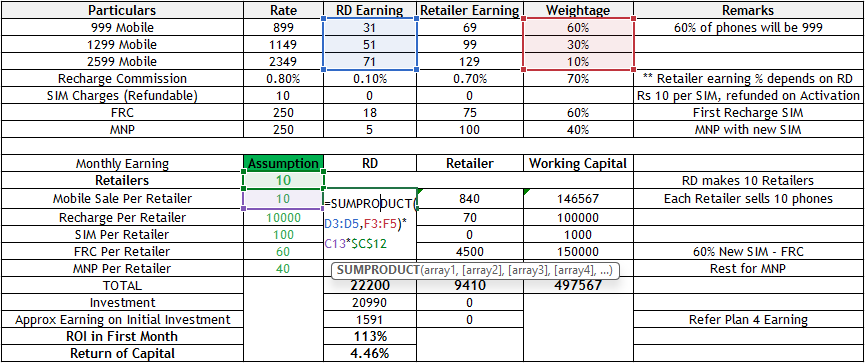 Particulars Rate RD Earning Retailer Earning Weightage Remarks
999 Mobile 899 31 69 60% 60% of phones will be 999
1299 Mobile 1149 51 99 30%
2599 Mobile 2349 71 129 10%
Recharge Commission 0.80% 0.10% 0.70% 70% ** Retailer earning % depends on RD
SIM Charges (Refundable) 10 0 0 Rs 10 per SIM, refunded on Activation
FRC 250 18 75 60% First Recharge SIM
MNP 250 5 100 40% MNP with new SIM
Monthly Earning Assumption RD Retailer Working Capital
Retailers 10 RD makes 10 Retailers
Mobile Sale Per Retailer 10 =SUMPRODUCT( 840 146567 Each Retailer sells 10 phones
Recharge Per Retailer 10000 D3:D5,F3:F5)* 70 100000
SIM Per Retailer 100 C13*$C$12 0 1000
FRC Per Retailer 60 4500 150000 60% New SIM - FRC
MNP Per Retailer 40 SUMPRODUCT(array1, [array2], [array3], [array4], ...) Rest for MNP
TOTAL 22200 9410 497567
Investment 20990 0
Approx Earning on Initial Investment 1591 0 Refer Plan 4 Earning
ROI in First Month 113%
Return of Capital 4.46%